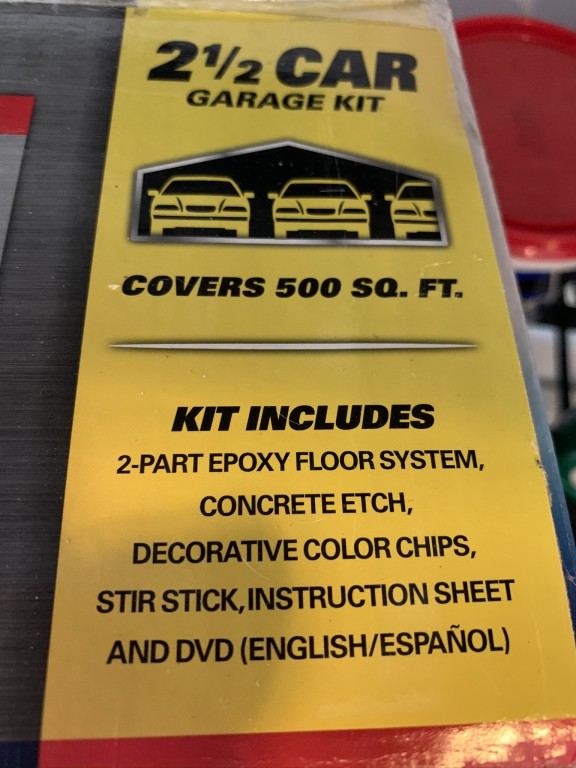 2½ CAR
GARAGE KIT
COVERS 500 SQ. FT.
KIT INCLUDES
2-PART EPOXY FLOOR SYSTEM,
CONCRETE ETCH,
DECORATIVE COLOR CHIPS,
STIR STICK, INSTRUCTION SHEET
AND DVD (ENGLISH/ESPAÑOL)